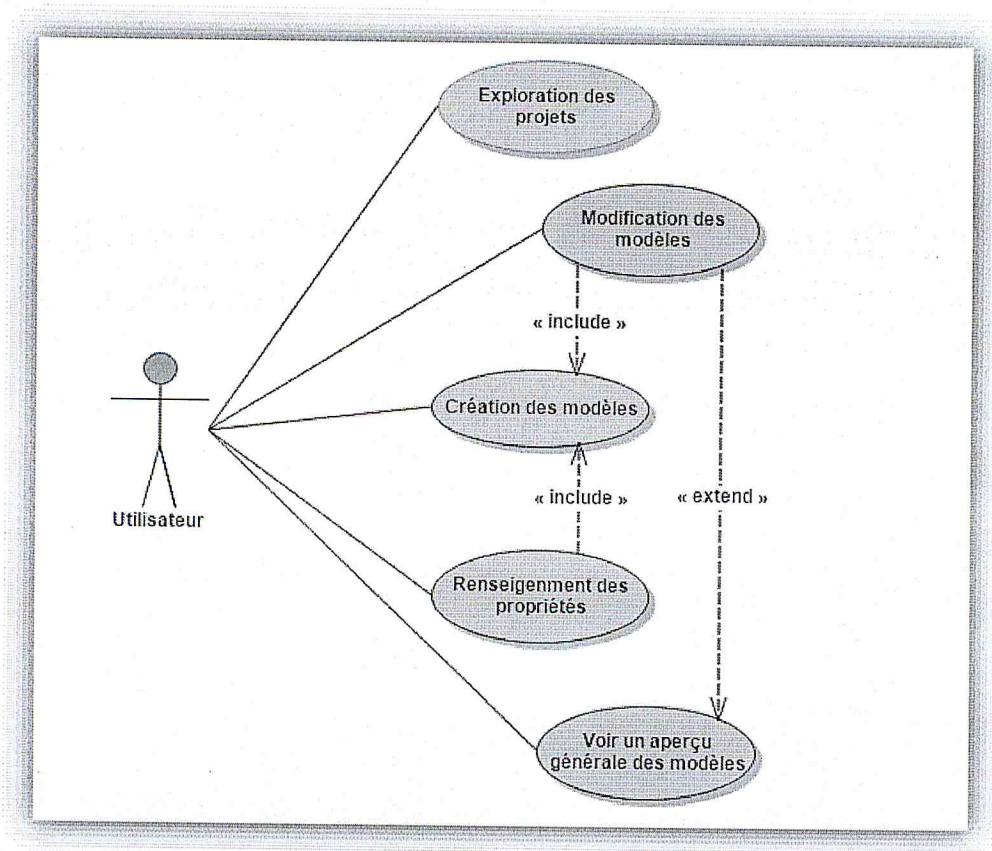 Exploration des
projets
Modification des
modèles
« include »
Création des modèles
« include »
« extend »
Utilisateur
Renseigenment des
propriétés
Voir un aperçu
générale des modèles